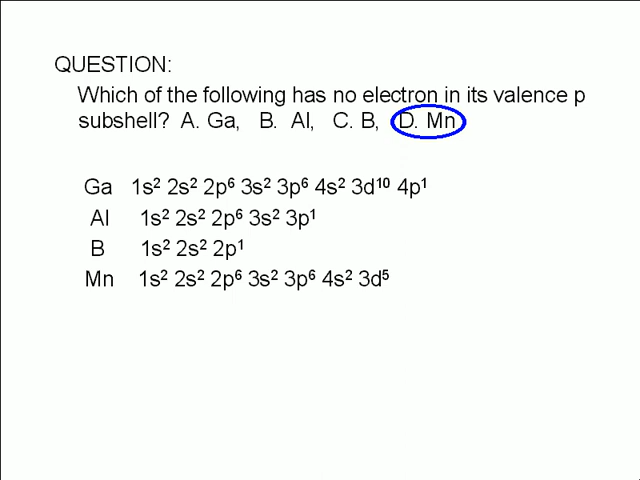 QUESTION:
Which of the following has no electron in its valence p
subshell? A. Ga, B. Al, C. B, D. Mn
Ga 1s² 2s² 2p⁶ 3s² 3p⁶ 4s² 3d¹⁰ 4p¹
Al 1s² 2s² 2p⁶ 3s² 3p¹
B 1s² 2s² 2p¹
Mn 1s² 2s² 2p⁶ 3s² 3p⁶ 4s² 3d⁵